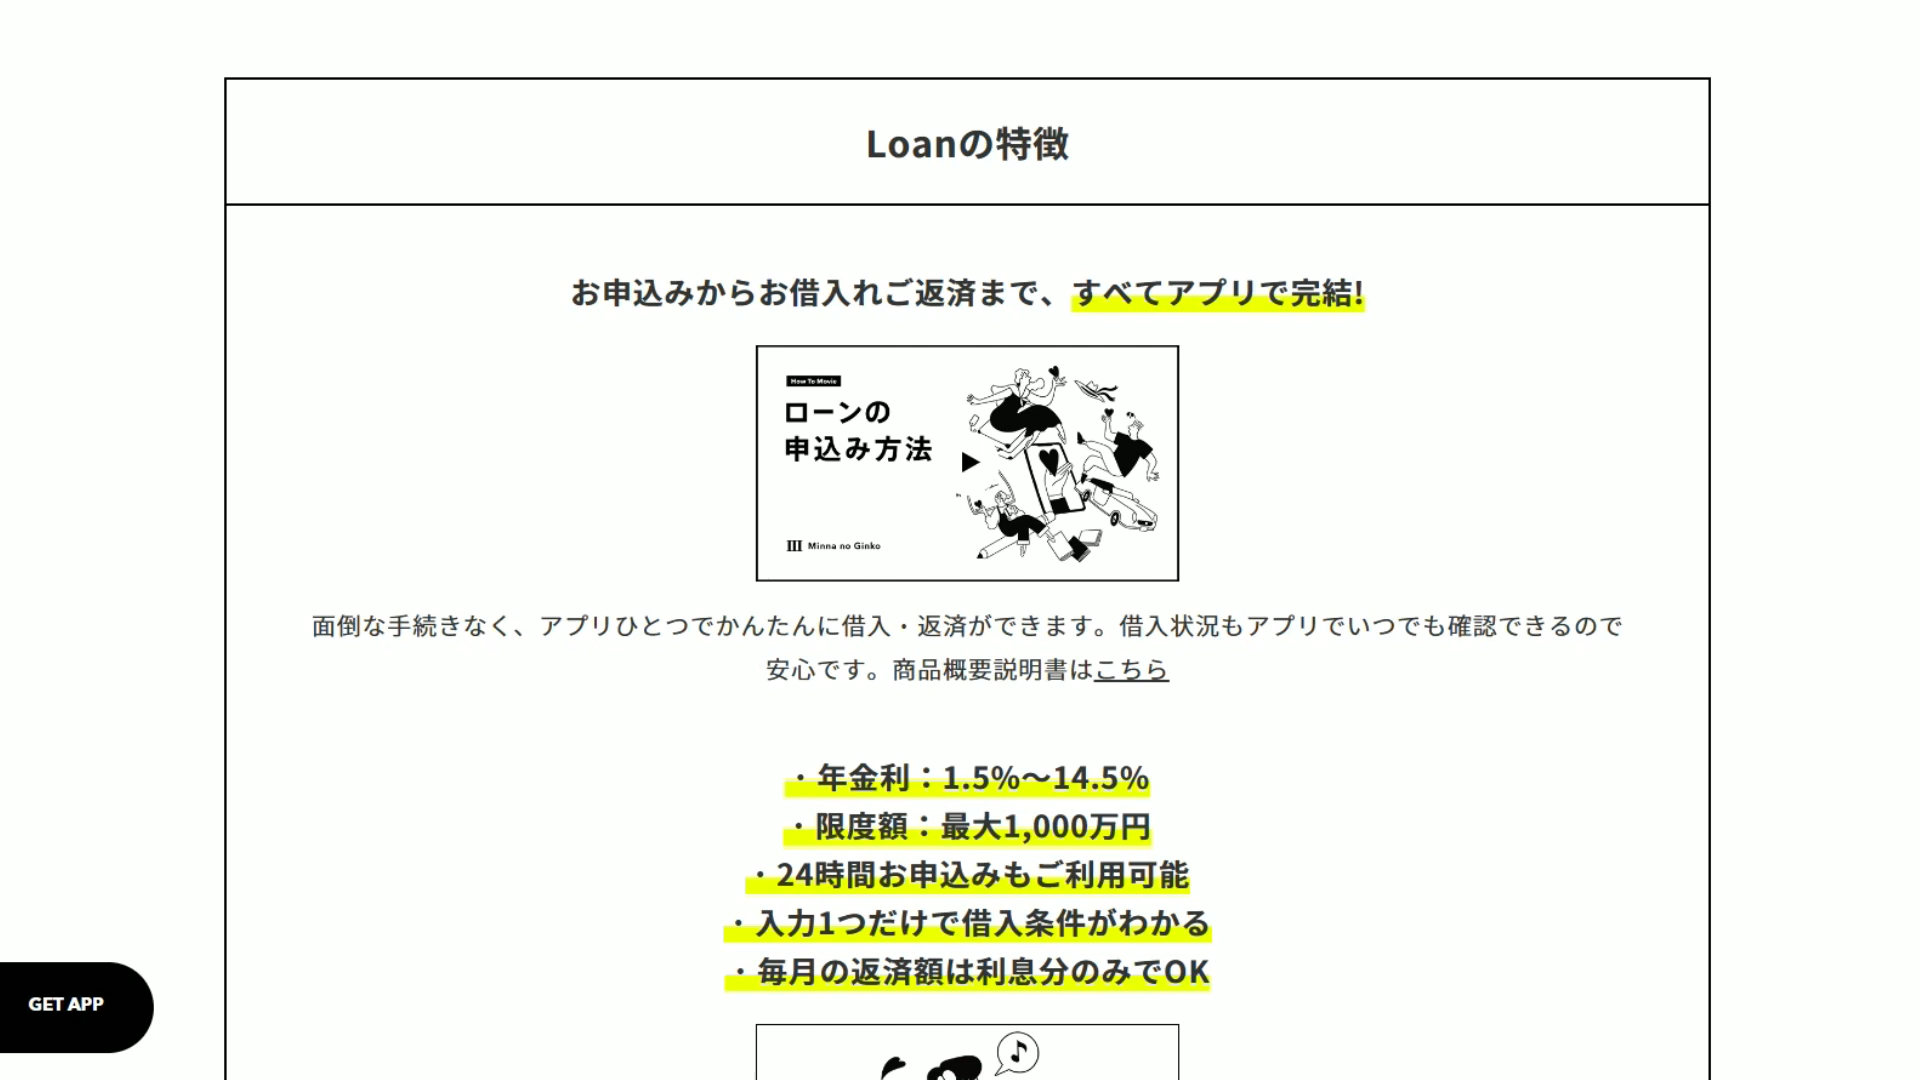 Loanの特徴
お申込みからお借入れご返済まで、すべてアプリで完結!
How To Movie
ローンの
申込み方法
Minna no Ginko
面倒な手続きなく、アプリひとつでかんたんに借入・返済ができます。借入状況もアプリでいつでも確認できるので
安心です。商品概要説明書はこちら
・年金利：1.5%〜14.5%
・限度額：最大1,000万円
・24時間お申込みもご利用可能
・入力1つだけで借入条件がわかる
・毎月の返済額は利息分のみでOK
GET APP